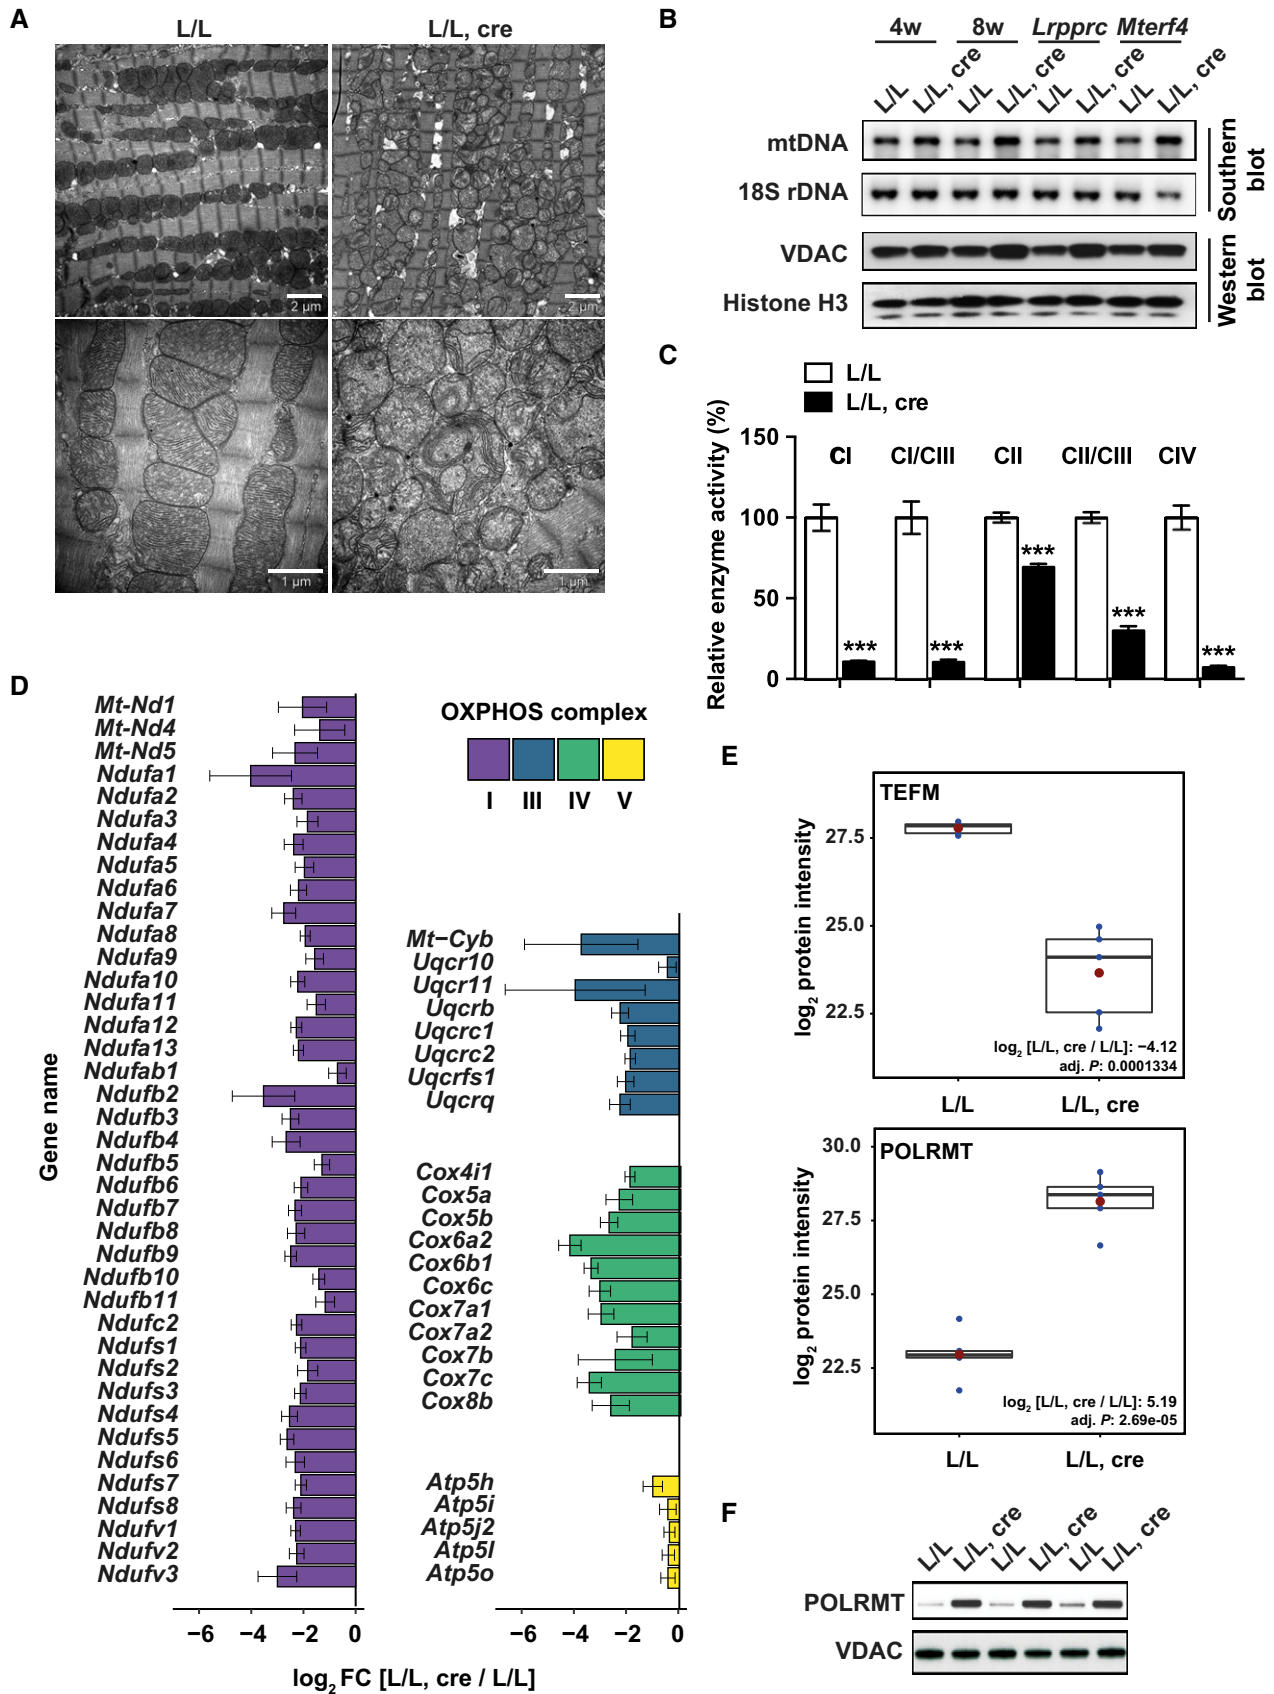 A
L/L
L/L, cre
2 µm
2 µm
1 µm
1 µm
B
4w
8w
Lrpprc
Mterf4
L/L
L/L, cre
L/L
L/L, cre
L/L
L/L, cre
L/L
L/L, cre
mtDNA
18S rDNA
Southern
blot
VDAC
Histone H3
Western
blot
C
L/L
L/L, cre
Relative enzyme activity (%)
150
100
50
0
CI
CI/CIII
CII
CII/CIII
CIV
***
***
***
***
***
D
Gene name
Mt-Nd1
Mt-Nd4
Mt-Nd5
Ndufa1
Ndufa2
Ndufa3
Ndufa4
Ndufa5
Ndufa6
Ndufa7
Ndufa8
Ndufa9
Ndufa10
Ndufa11
Ndufa12
Ndufa13
Ndufab1
Ndufb2
Ndufb3
Ndufb4
Ndufb5
Ndufb6
Ndufb7
Ndufb8
Ndufb9
Ndufb10
Ndufb11
Ndufc2
Ndufs1
Ndufs2
Ndufs3
Ndufs4
Ndufs5
Ndufs6
Ndufs7
Ndufs8
Ndufv1
Ndufv2
Ndufv3
−6 −4 −2 0
OXPHOS complex
I III IV V
Mt−Cyb
Uqcr10
Uqcr11
Uqcrb
Uqcrc1
Uqcrc2
Uqcrfs1
Uqcrq
Cox4i1
Cox5a
Cox5b
Cox6a2
Cox6b1
Cox6c
Cox7a1
Cox7a2
Cox7b
Cox7c
Cox8b
Atp5h
Atp5i
Atp5j2
Atp5l
Atp5o
−6 −4 −2 0
log2 FC [L/L, cre / L/L]
E
TEFM
log2 protein intensity
27.5
25.0
22.5
log2 [L/L, cre / L/L]: −4.12
adj. P: 0.0001334
L/L
L/L, cre
POLRMT
log2 protein intensity
30.0
27.5
25.0
22.5
log2 [L/L, cre / L/L]: 5.19
adj. P: 2.69e-05
L/L
L/L, cre
F
L/L
L/L, cre
L/L
L/L, cre
L/L
L/L, cre
POLRMT
VDAC